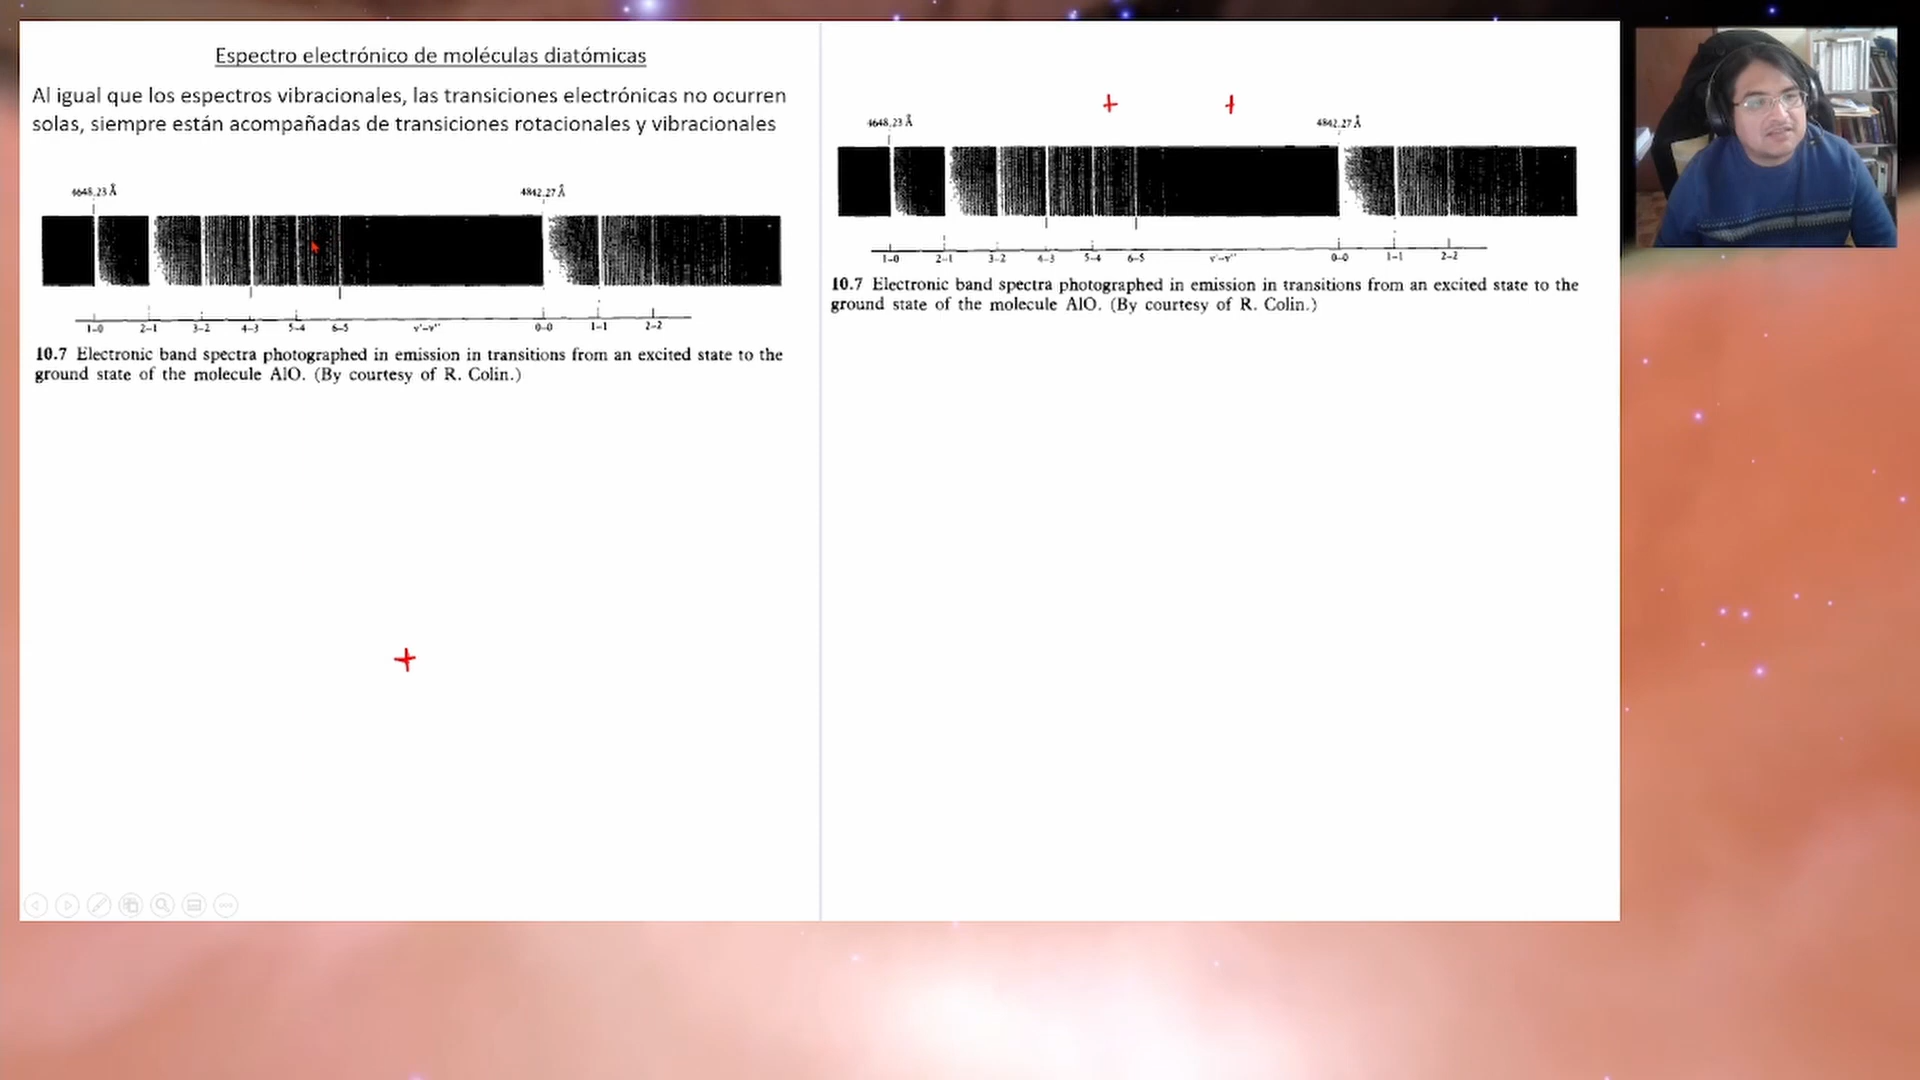 Espectro electrónico de moléculas diatómicas
Al igual que los espectros vibracionales, las transiciones electrónicas no ocurren
solas, siempre están acompañadas de transiciones rotacionales y vibracionales
4648.23 Å 4842.27 Å
1–0 2–1 3–2 4–3 5–4 6–5 v'–v'' 0–0 1–1 2–2
10.7 Electronic band spectra photographed in emission in transitions from an excited state to the
ground state of the molecule AlO. (By courtesy of R. Colin.)
4648.23 Å 4842.27 Å
1–0 2–1 3–2 4–3 5–4 6–5 v'–v'' 0–0 1–1 2–2
10.7 Electronic band spectra photographed in emission in transitions from an excited state to the
ground state of the molecule AlO. (By courtesy of R. Colin.)